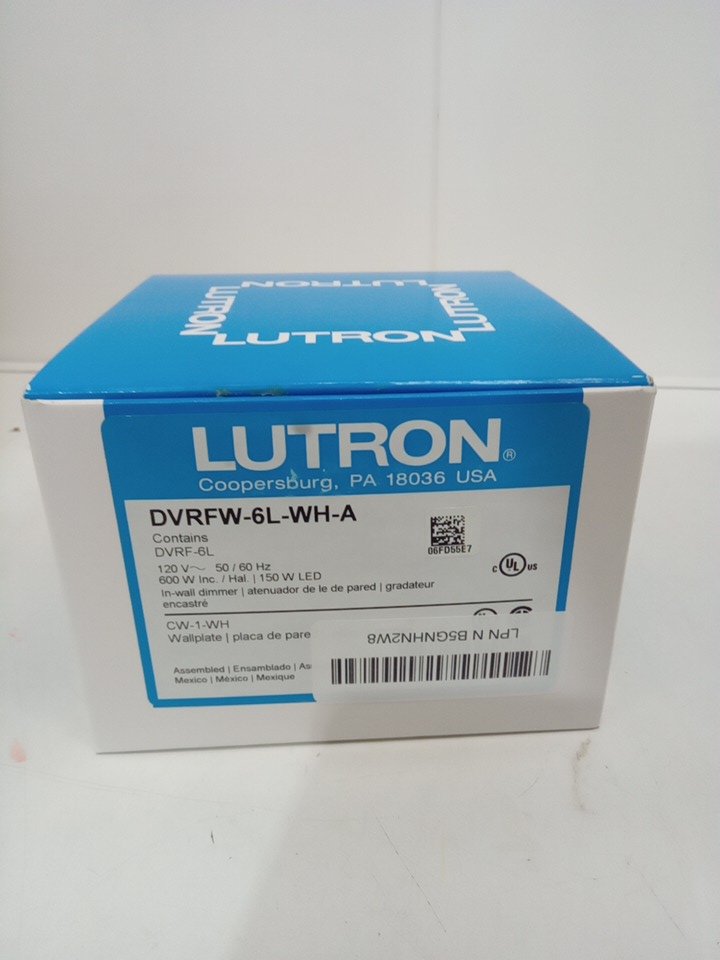 LUTRON
LUTRON
LUTRON
LUTRON
LUTRON®
Coopersburg, PA 18036 USA
DVRFW-6L-WH-A
Contains
DVRF-6L
06FD55E7
120 V~ 50 / 60 Hz
600 W Inc. / Hal. | 150 W LED
In-wall dimmer | atenuador de le de pared | gradateur
encastré
C UL US
CW-1-WH
Wallplate | placa de pare
LPN N B5GNHN2W8
Assembled | Ensamblado | As
Mexico | México | Mexique